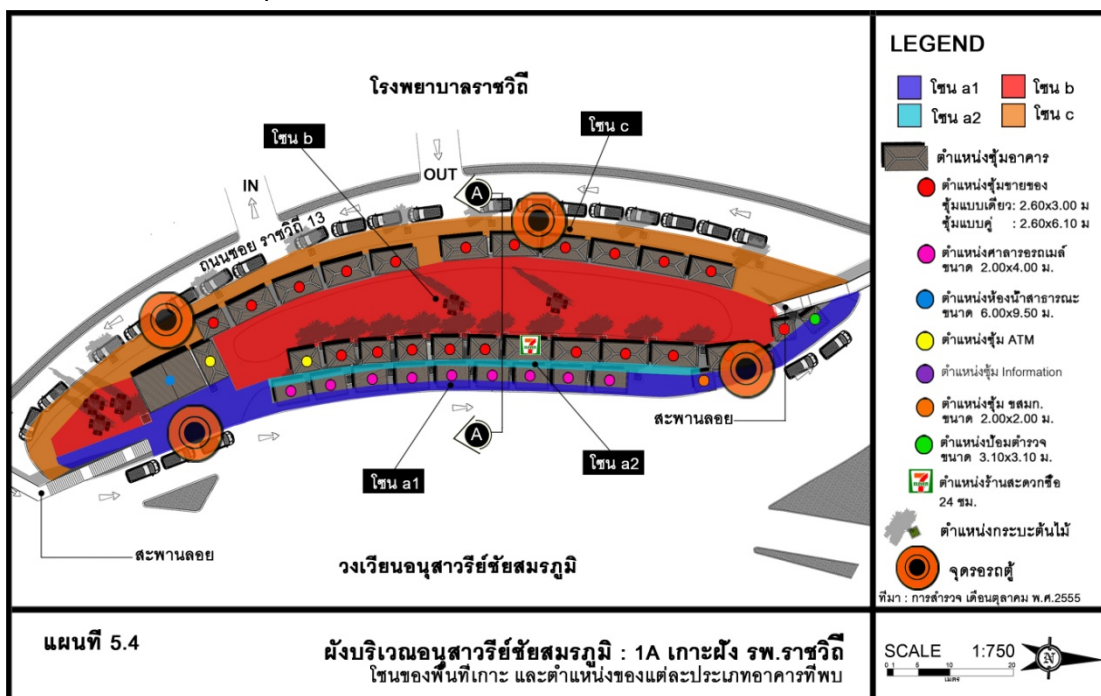 โรงพยาบาลราชวิถี
โซน b
โซน c
IN
OUT
A
ถนนซอย ราชวิถี 13
สะพานลอย
A
โซน a1
โซน a2
สะพานลอย
วงเวียนอนุสาวรีย์ชัยสมรภูมิ
LEGEND
โซน a1
โซน b
โซน a2
โซน c
ตำแหน่งซุ้มอาคาร
ตำแหน่งซุ้มขายของ
ซุ้มแบบเดี่ยว: 2.60x3.00 ม
ซุ้มแบบคู่ : 2.60x6.10 ม
ตำแหน่งศาลารอรถเมล์
ขนาด 2.00x4.00 ม.
ตำแหน่งห้องน้ำสาธารณะ
ขนาด 6.00x9.50 ม.
ตำแหน่งซุ้ม ATM
ตำแหน่งซุ้ม Information
ตำแหน่งซุ้ม ขสมก.
ขนาด 2.00x2.00 ม.
ตำแหน่งป้อมตำรวจ
ขนาด 3.10x3.10 ม.
ตำแหน่งร้านสะดวกซื้อ
24 ชม.
ตำแหน่งกระบะต้นไม้
จุดรอรถตู้
ที่มา : การสำรวจ เดือนตุลาคม พ.ศ.2555
แผนที่ 5.4
ผังบริเวณอนุสาวรีย์ชัยสมรภูมิ : 1A เกาะฝั่ง รพ.ราชวิถี
โซนของพื้นที่เกาะ และตำแหน่งของแต่ละประเภทอาคารที่พบ
SCALE 1:750
0 1 5 10 20
เมตร
N